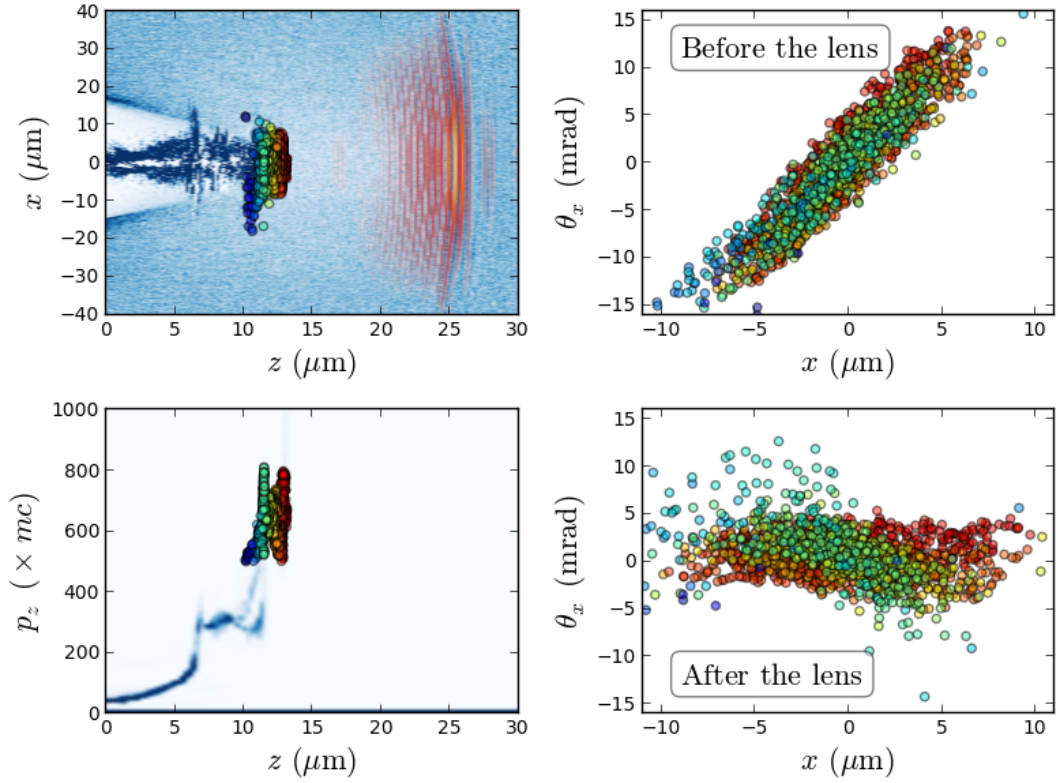 40
30
20
10
0
−10
−20
−30
−40
x (μm)
0 5 10 15 20 25 30
z (μm)
Before the lens
15
10
5
0
−5
−10
−15
θx (mrad)
−10 −5 0 5 10
x (μm)
1000
800
600
400
200
0
pz (× mc)
0 5 10 15 20 25 30
z (μm)
15
10
5
0
−5
−10
−15
θx (mrad)
After the lens
−10 −5 0 5 10
x (μm)